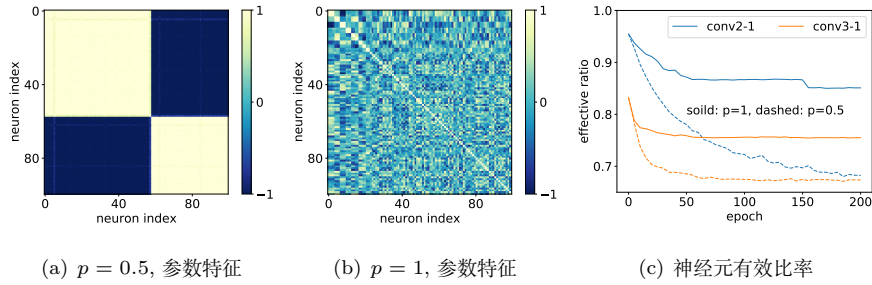 0
40
80
neuron index
0
40
80
neuron index
1
0
−1
0
40
80
neuron index
0
40
80
neuron index
1
0
−1
1.0
0.9
0.8
0.7
effective ratio
conv2-1
conv3-1
soild: p=1, dashed: p=0.5
0
50
100
150
200
epoch
(a) p = 0.5, 参数特征
(b) p = 1, 参数特征
(c) 神经元有效比率